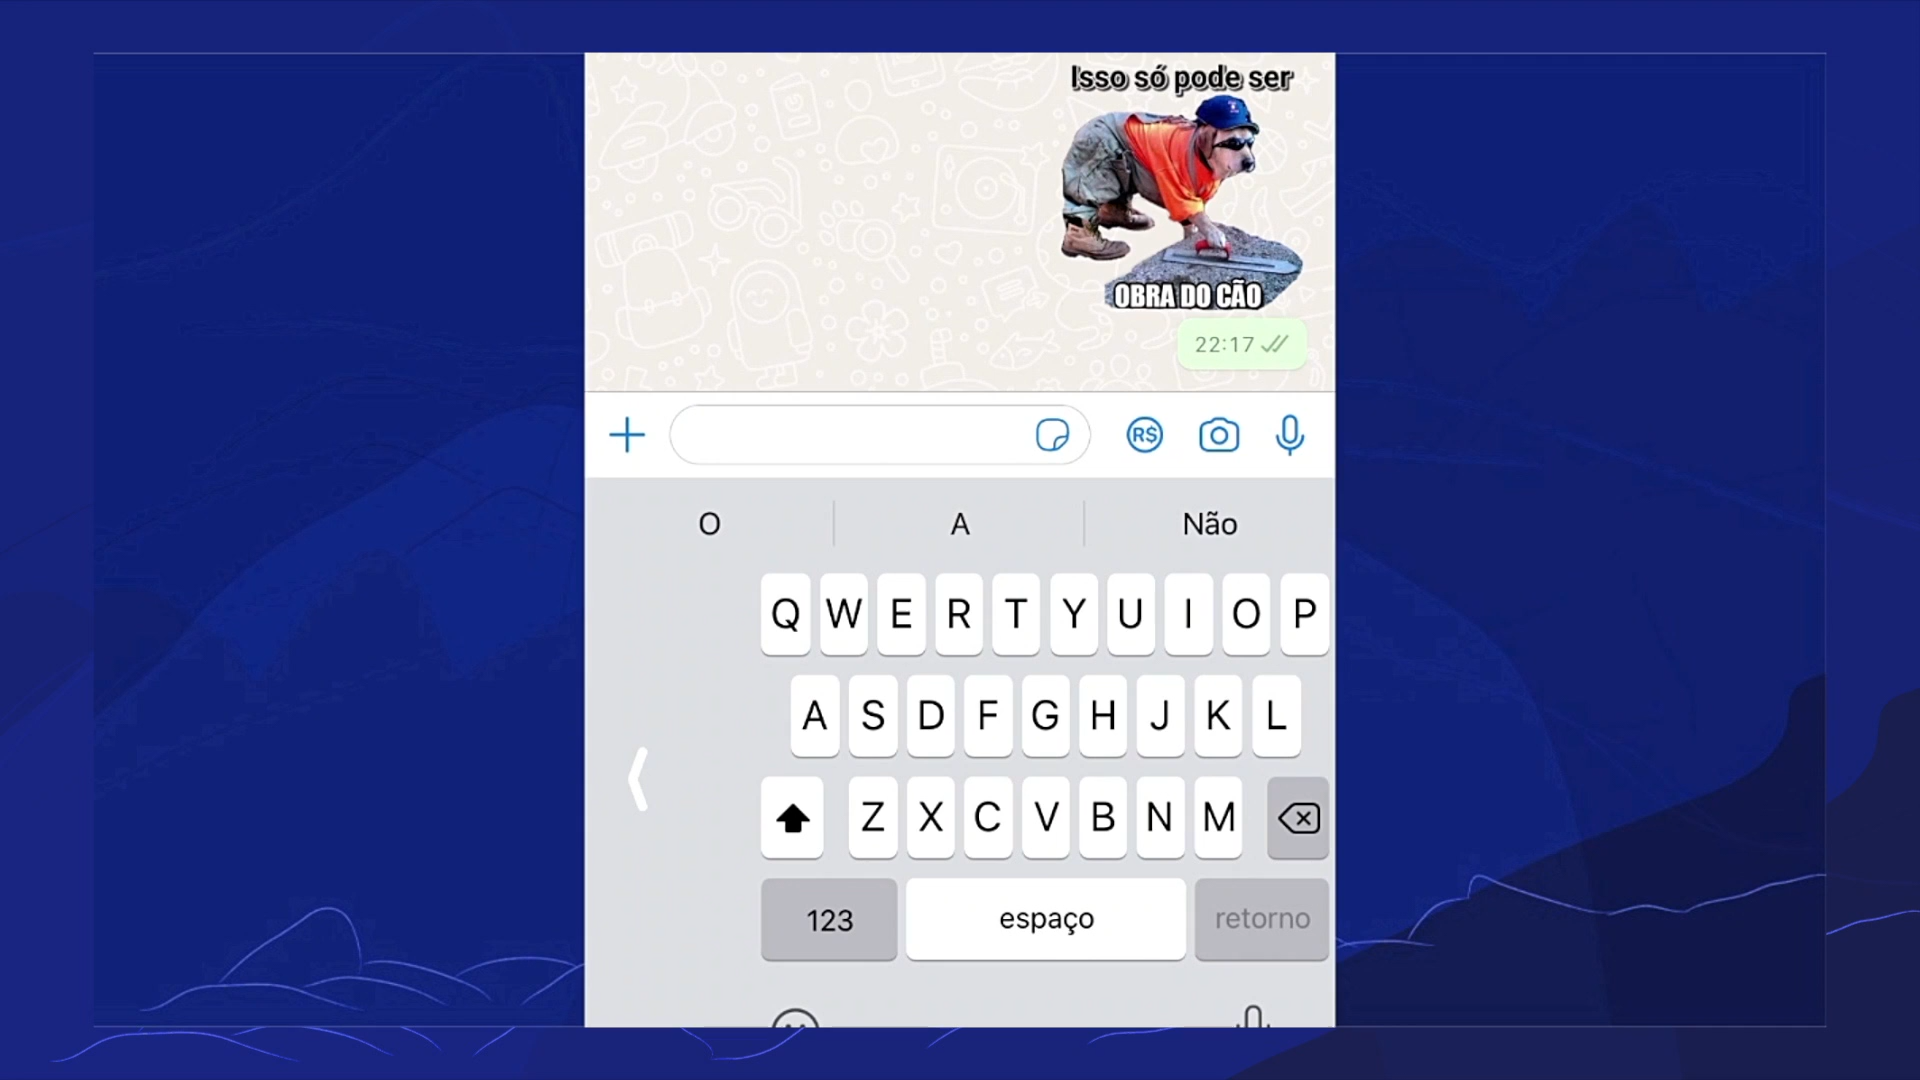 Isso só pode ser
OBRA DO CÃO
22:17
R$
O A Não
Q W E R T Y U I O P
A S D F G H J K L
Z X C V B N M
123 espaço retorno